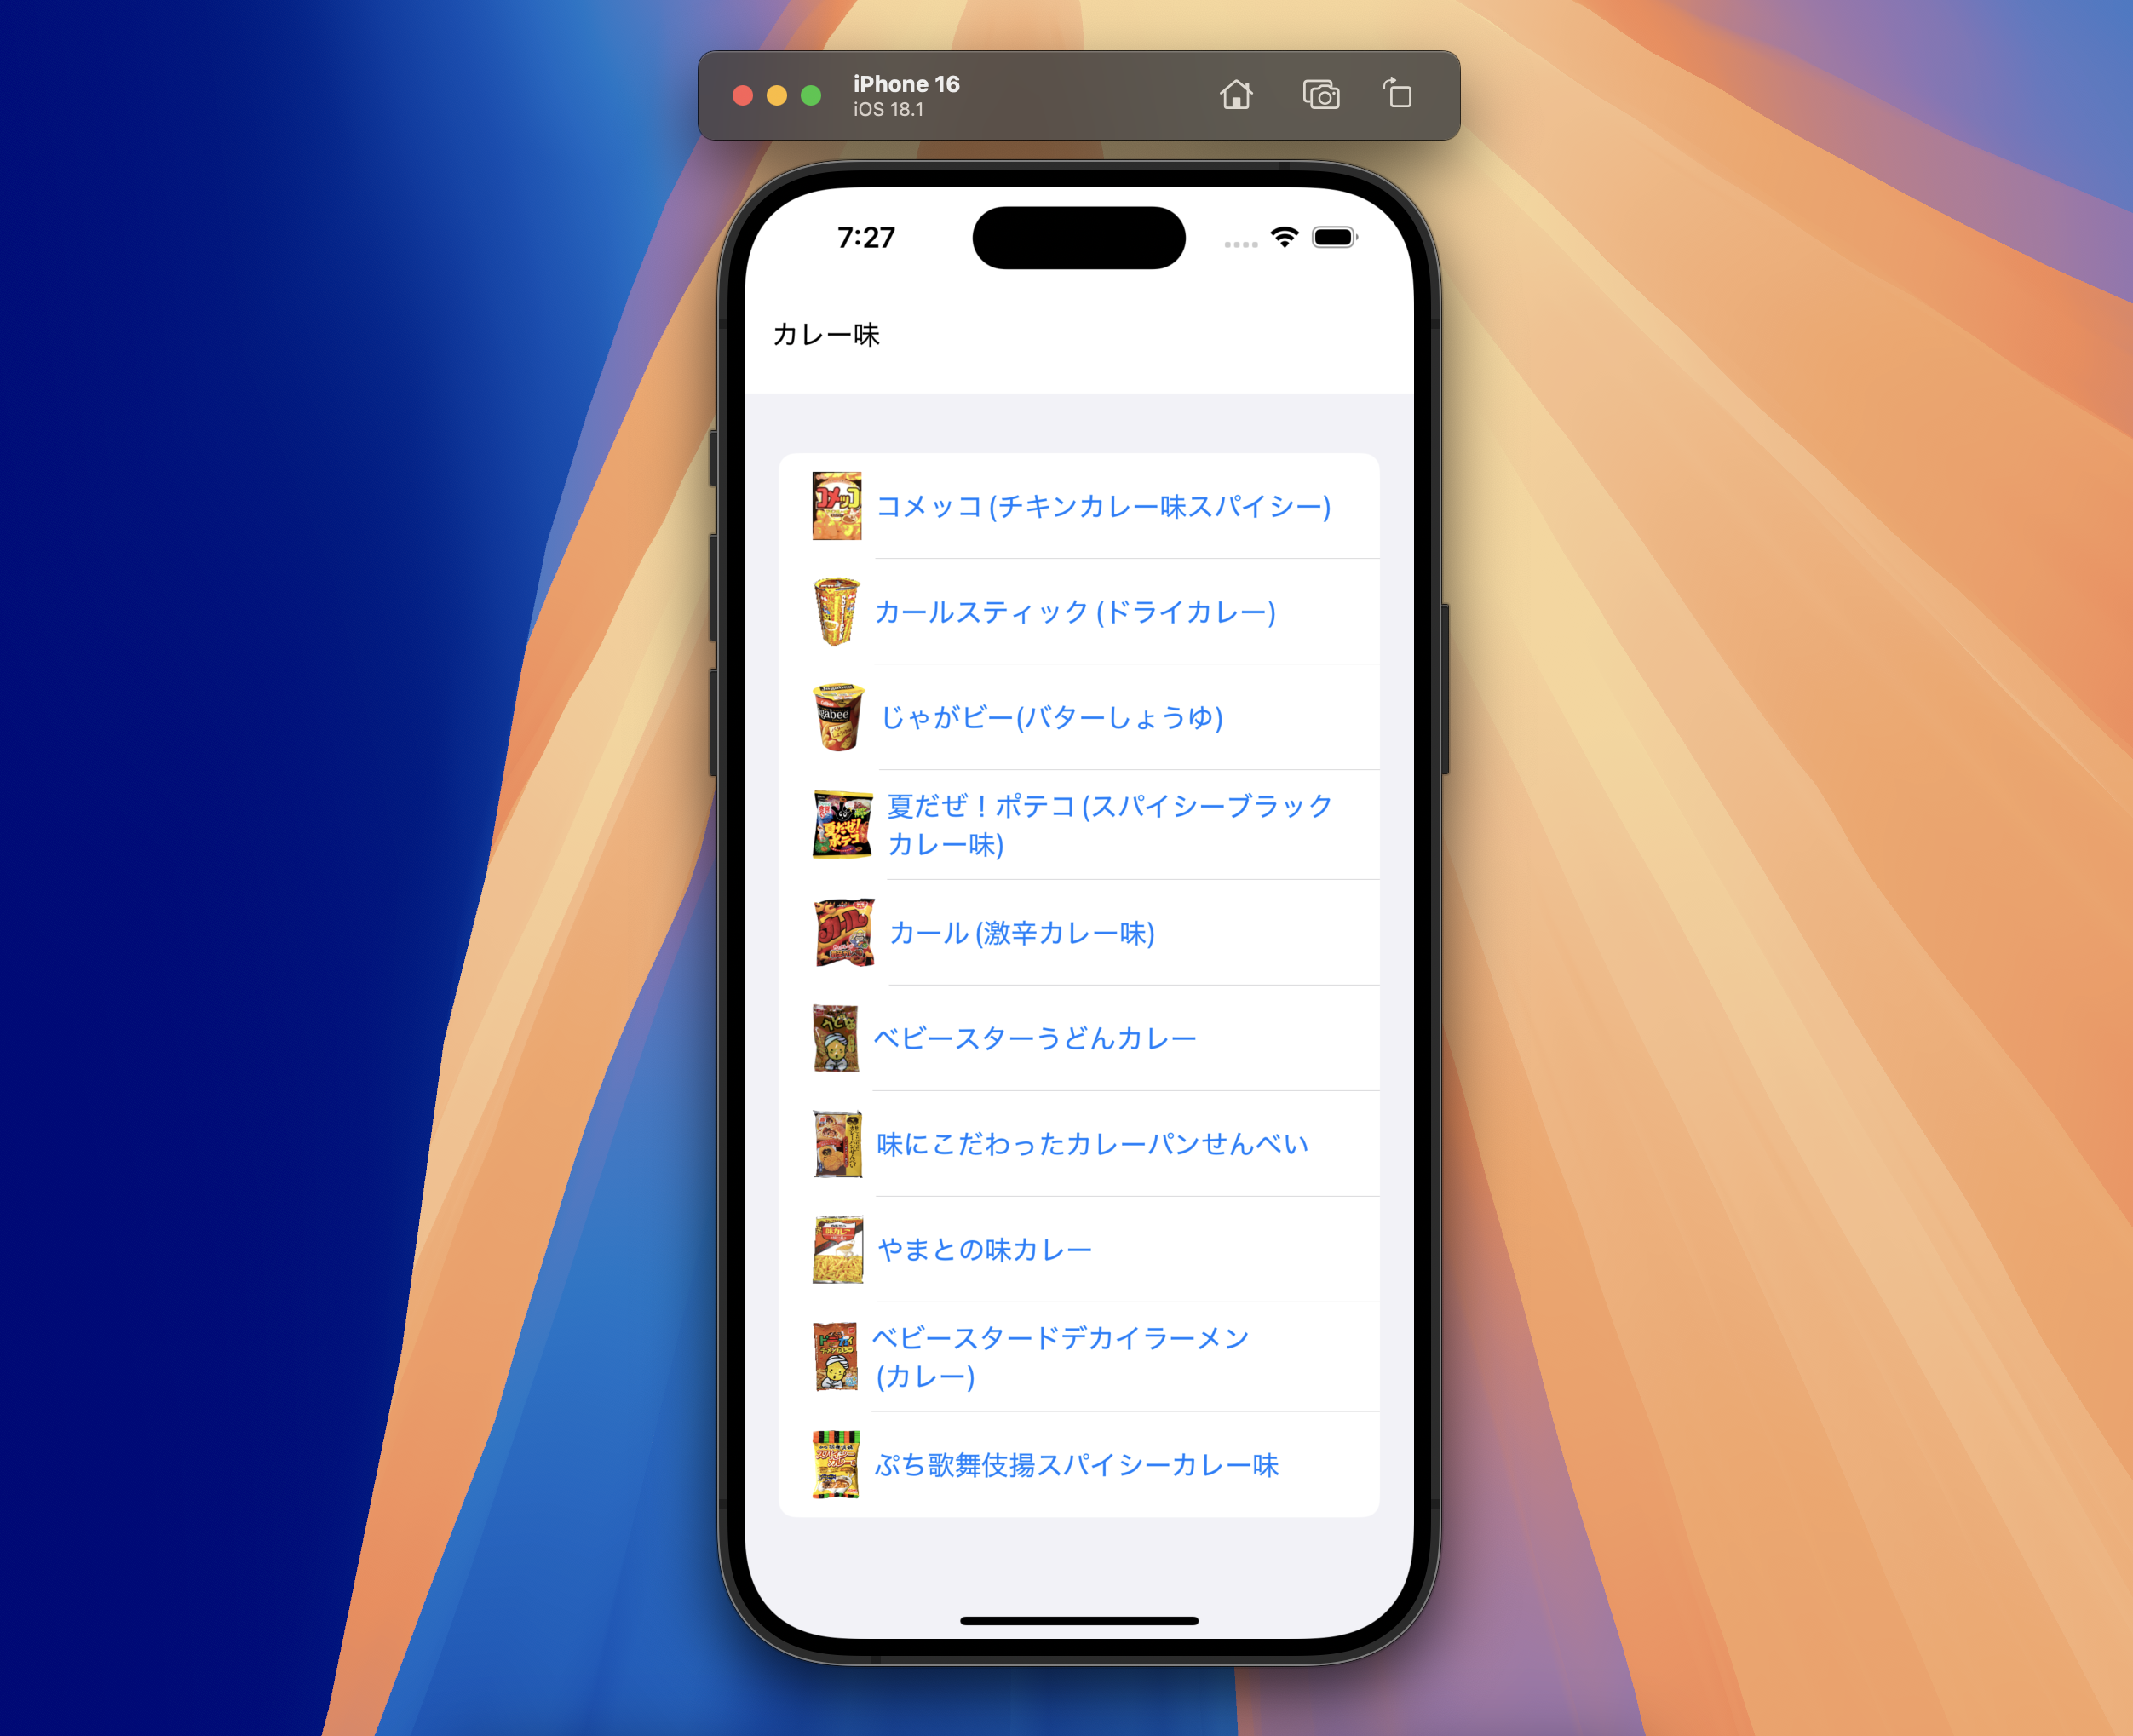 iPhone 16
iOS 18.1
7:27
カレー味
コメッコ (チキンカレー味スパイシー)
カールスティック (ドライカレー)
じゃがビー(バターしょうゆ)
夏だぜ！ポテコ (スパイシーブラック
カレー味)
カール (激辛カレー味)
ベビースターうどんカレー
味にこだわったカレーパンせんべい
やまとの味カレー
ベビースタードデカイラーメン
(カレー)
ぷち歌舞伎揚スパイシーカレー味